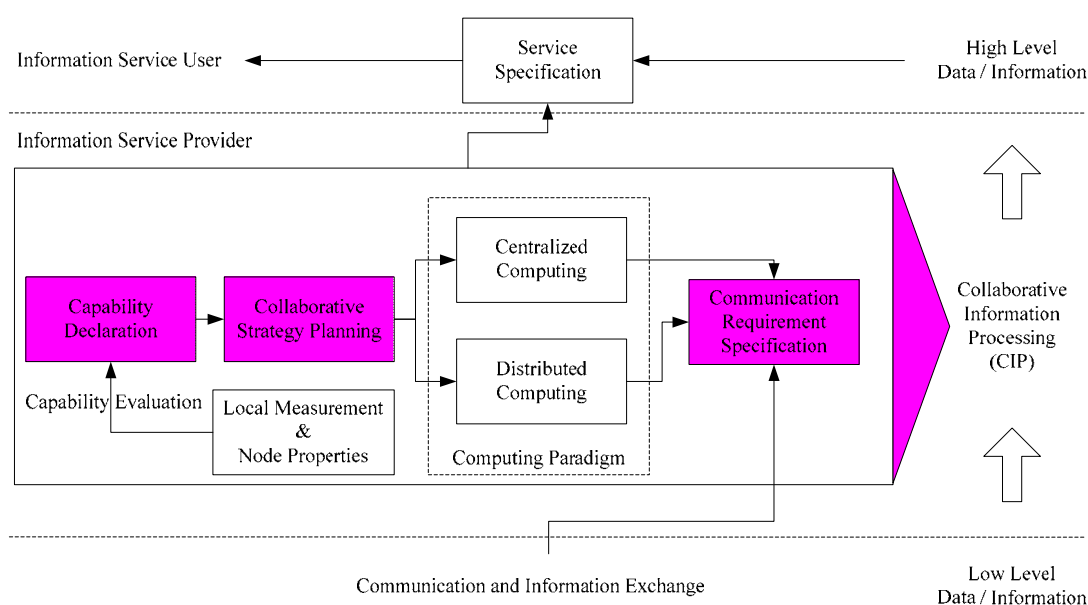 Information Service User
Service
Specification
High Level
Data / Information
Information Service Provider
Capability
Declaration
Collaborative
Strategy Planning
Centralized
Computing
Distributed
Computing
Computing Paradigm
Communication
Requirement
Specification
Capability Evaluation
Local Measurement
&
Node Properties
Collaborative
Information
Processing
(CIP)
Communication and Information Exchange
Low Level
Data / Information